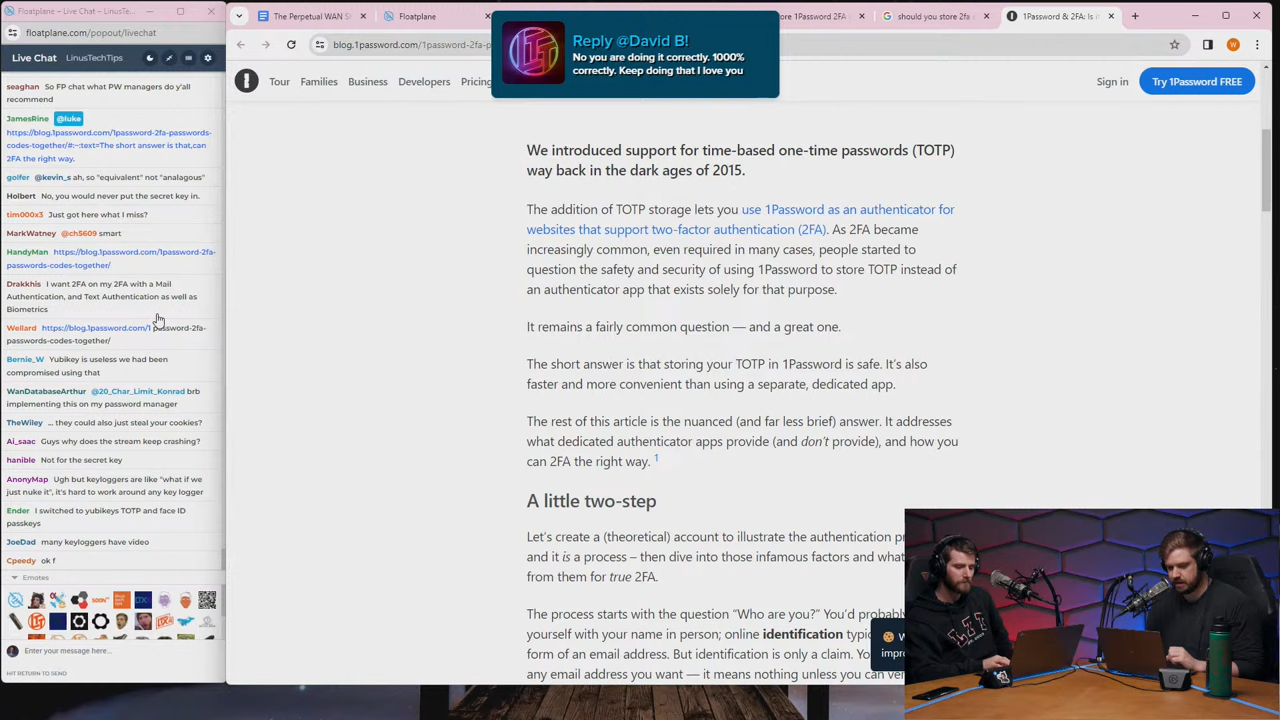 Floatplane – Live Chat – LinusTech
floatplane.com/popout/livechat
Live Chat LinusTechTips
seaghan So FP chat what PW managers do y'all
recommend
JamesRine @luke
https://blog.1password.com/1password-2fa-passwords-
codes-together/#:~:text=The short answer is that,can
2FA the right way.
golfer @kevin_s ah, so "equivalent" not "analagous"
Holbert No, you would never put the secret key in.
tim000x3 Just got here what I miss?
MarkWatney @ch5609 smart
HandyMan https://blog.1password.com/1password-2fa-
passwords-codes-together/
Drakkhis I want 2FA on my 2FA with a Mail
Authentication, and Text Authentication as well as
Biometrics
Wellard https://blog.1password.com/1 password-2fa-
passwords-codes-together/
Bernie_W Yubikey is useless we had been
compromised using that
WanDatabaseArthur @20_Char_Limit_Konrad brb
implementing this on my password manager
TheWiley ... they could also just steal your cookies?
Ai_saac Guys why does the stream keep crashing?
hanible Not for the secret key
AnonyMap Ugh but keyloggers are like "what if we
just nuke it", it's hard to work around any key logger
Ender I switched to yubikeys TOTP and face ID
passkeys
JoeDad many keyloggers have video
Cpeedy ok f
Emotes
Enter your message here...
HIT RETURN TO SEND
The Perpetual WAN S
Floatplane
tore 1Password 2FA
should you store 2fa
1Password & 2FA: Is i
blog.1password.com/1password-2fa-p
Reply @David B!
No you are doing it correctly. 1000%
correctly. Keep doing that I love you
Tour Families Business Developers Pricing
Sign in Try 1Password FREE
We introduced support for time-based one-time passwords (TOTP)
way back in the dark ages of 2015.
The addition of TOTP storage lets you use 1Password as an authenticator for
websites that support two-factor authentication (2FA). As 2FA became
increasingly common, even required in many cases, people started to
question the safety and security of using 1Password to store TOTP instead of
an authenticator app that exists solely for that purpose.
It remains a fairly common question — and a great one.
The short answer is that storing your TOTP in 1Password is safe. It's also
faster and more convenient than using a separate, dedicated app.
The rest of this article is the nuanced (and far less brief) answer. It addresses
what dedicated authenticator apps provide (and don't provide), and how you
can 2FA the right way. 1
A little two-step
Let's create a (theoretical) account to illustrate the authentication pr
and it is a process – then dive into those infamous factors and what
from them for true 2FA.
The process starts with the question "Who are you?" You'd probably
yourself with your name in person; online identification typic
form of an email address. But identification is only a claim. Yo
any email address you want — it means nothing unless you can ver
W
impro